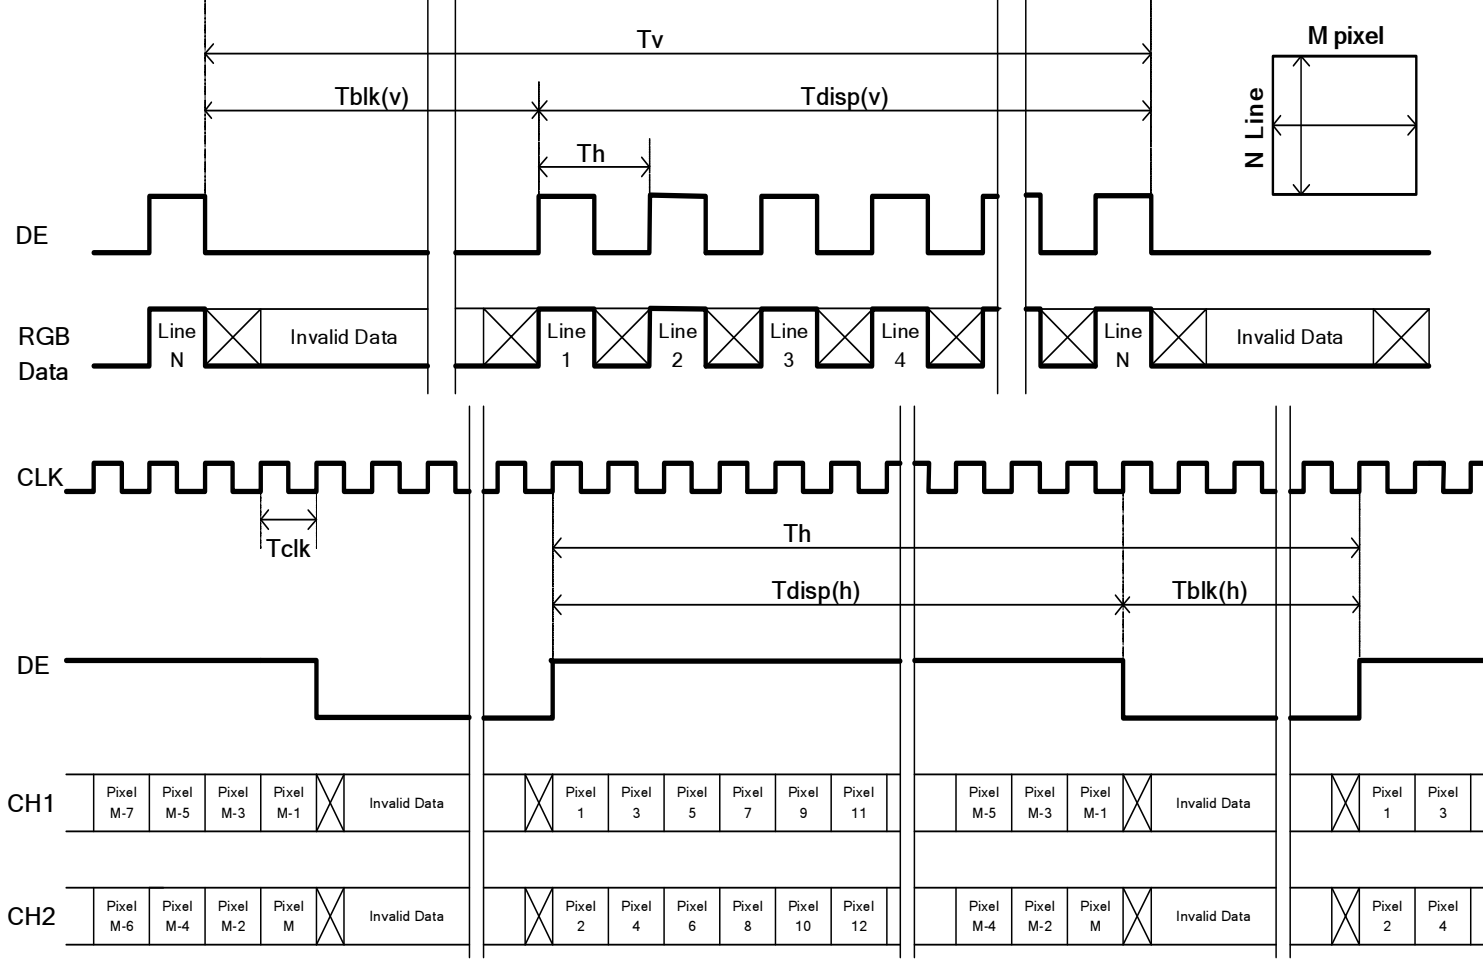 Tv
M pixel
Tblk(v)
Tdisp(v)
N Line
Th
DE
RGB
Data
Line
N
Invalid Data
Line
1
Line
2
Line
3
Line
4
Line
N
Invalid Data
CLK
Tclk
Th
Tdisp(h)
Tblk(h)
DE
CH1
Pixel
M-7
Pixel
M-5
Pixel
M-3
Pixel
M-1
Invalid Data
Pixel
1
Pixel
3
Pixel
5
Pixel
7
Pixel
9
Pixel
11
Pixel
M-5
Pixel
M-3
Pixel
M-1
Invalid Data
Pixel
1
Pixel
3
CH2
Pixel
M-6
Pixel
M-4
Pixel
M-2
Pixel
M
Invalid Data
Pixel
2
Pixel
4
Pixel
6
Pixel
8
Pixel
10
Pixel
12
Pixel
M-4
Pixel
M-2
Pixel
M
Invalid Data
Pixel
2
Pixel
4